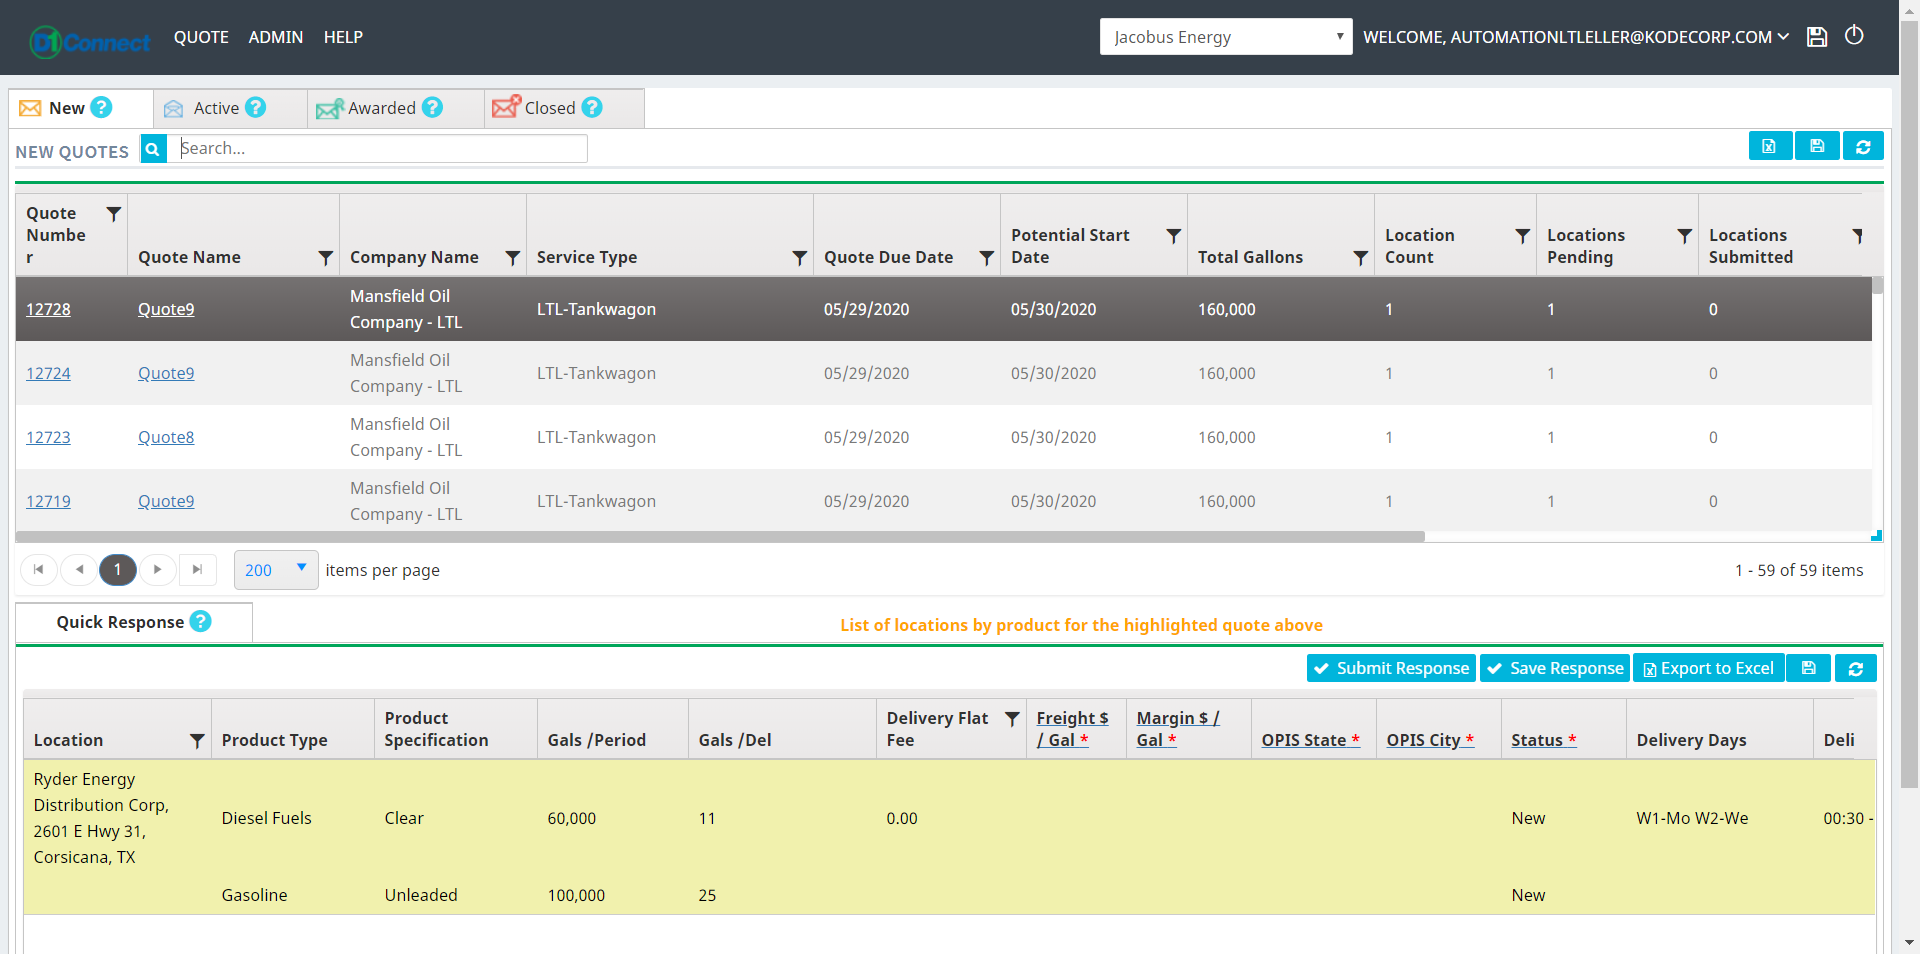 D1Connect QUOTE ADMIN HELP Jacobus Energy WELCOME, AUTOMATIONLTLELLER@KODECORP.COM
New ? Active ? Awarded ? Closed ?
NEW QUOTES Search...
Quote Number Quote Name Company Name Service Type Quote Due Date Potential Start Date Total Gallons Location Count Locations Pending Locations Submitted
12728 Quote9 Mansfield Oil Company - LTL LTL-Tankwagon 05/29/2020 05/30/2020 160,000 1 1 0
12724 Quote9 Mansfield Oil Company - LTL LTL-Tankwagon 05/29/2020 05/30/2020 160,000 1 1 0
12723 Quote8 Mansfield Oil Company - LTL LTL-Tankwagon 05/29/2020 05/30/2020 160,000 1 1 0
12719 Quote9 Mansfield Oil Company - LTL LTL-Tankwagon 05/29/2020 05/30/2020 160,000 1 1 0
1 200 items per page 1 - 59 of 59 items
Quick Response ? List of locations by product for the highlighted quote above
Submit Response Save Response Export to Excel
Location Product Type Product Specification Gals /Period Gals /Del Delivery Flat Fee Freight $ / Gal * Margin $ / Gal * OPIS State * OPIS City * Status * Delivery Days Deli
Ryder Energy Distribution Corp, 2601 E Hwy 31, Corsicana, TX Diesel Fuels Clear 60,000 11 0.00 New W1-Mo W2-We 00:30 -
Gasoline Unleaded 100,000 25 New